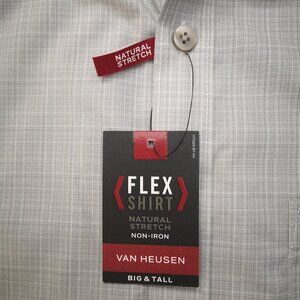 NATURAL
STRETCH
FLEX
SHIRT
NATURAL
STRETCH
NON-IRON
VAN HEUSEN
BIG & TALL